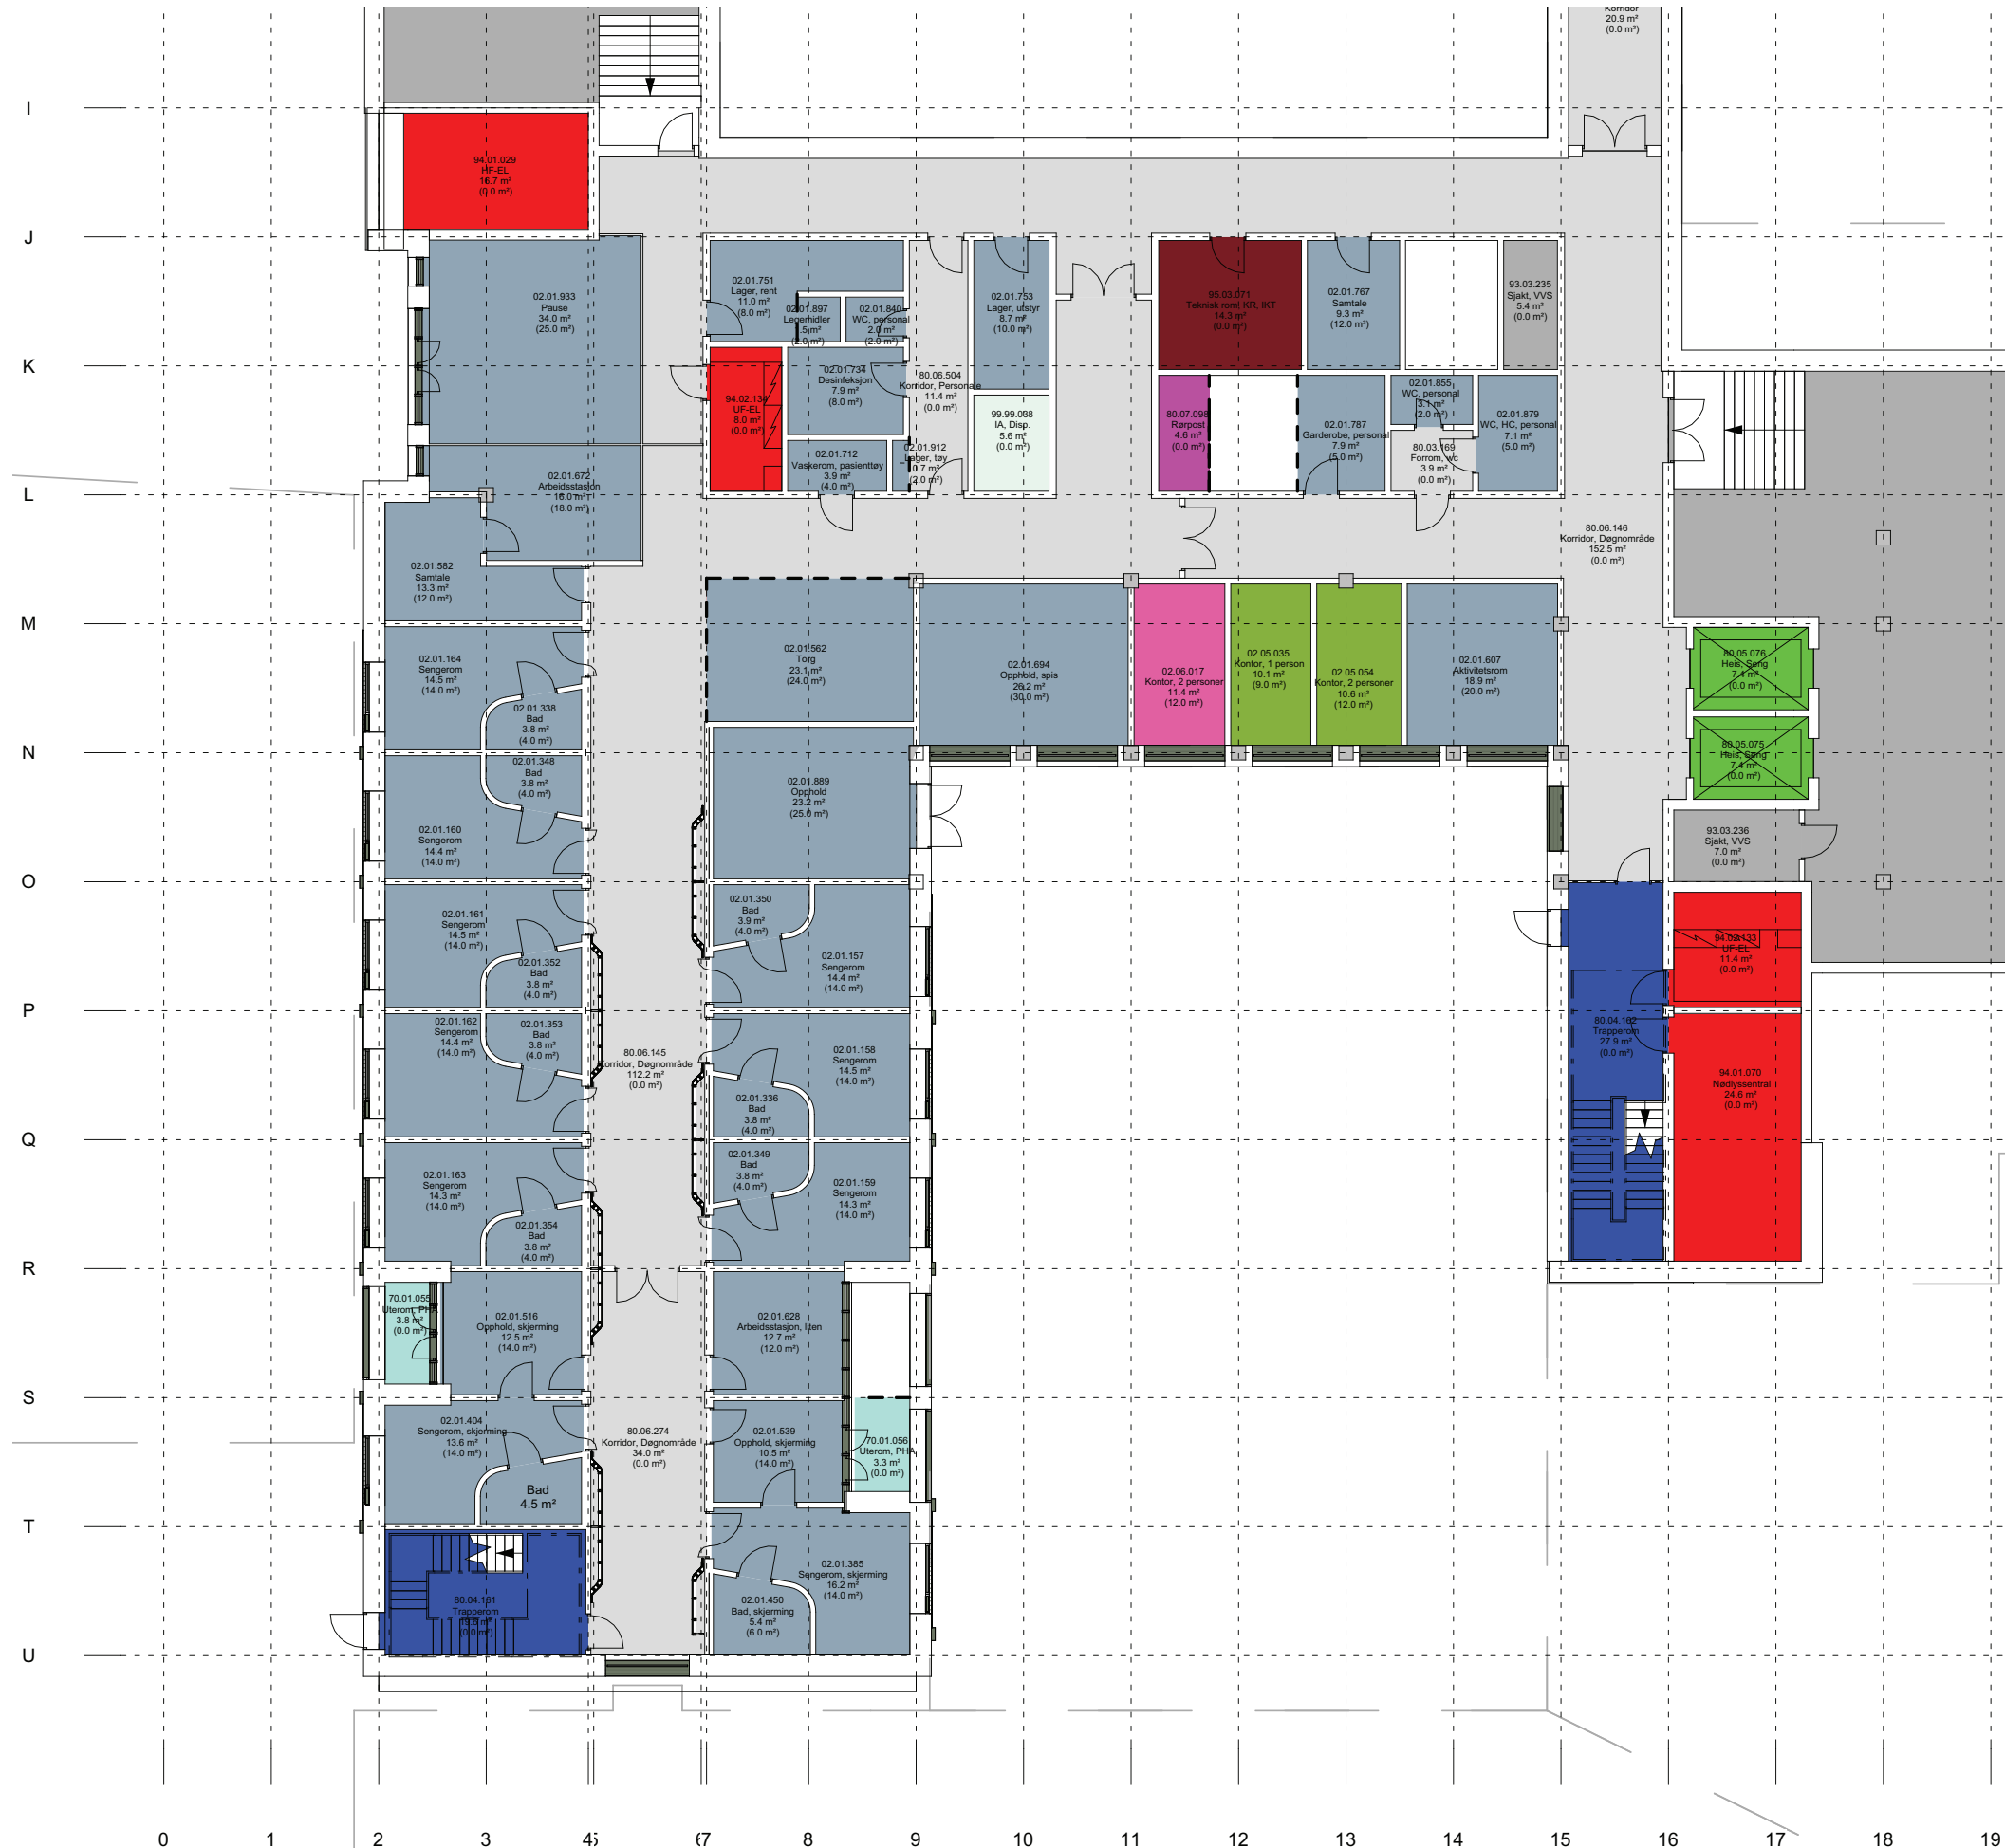 Korridor
20.9 m²
(0.0 m²)
I
94.01.029
HF-EL
16.7 m²
(0.0 m²)
J
02.01.933
Pause
34.0 m²
(25.0 m²)
02.01.751
Lager, rent
11.0 m²
(8.0 m²)
02.01.897
Legemidler
(2.0 m²)
02.01.840
WC, personal
2.0 m²
(2.0 m²)
02.01.753
Lager, utstyr
8.7 m²
(10.0 m²)
95.03.071
Teknisk rom, KR, IKT
14.3 m²
(0.0 m²)
02.01.767
Samtale
9.3 m²
(12.0 m²)
93.03.235
Sjakt, VVS
5.4 m²
(0.0 m²)
K
94.02.134
UF-EL
8.0 m²
(0.0 m²)
02.01.734
Desinfeksjon
7.9 m²
(8.0 m²)
80.06.504
Korridor, Personale
11.4 m²
(0.0 m²)
99.99.038
IA, Disp.
5.6 m²
(0.0 m²)
80.07.098
Rørpost
4.6 m²
(0.0 m²)
02.01.787
Garderobe, personal
7.9 m²
(5.0 m²)
02.01.855
WC, personal
3.1 m²
(2.0 m²)
02.01.879
WC, HC, personal
7.1 m²
(5.0 m²)
80.03.169
Forrom, wc
3.9 m²
(0.0 m²)
02.01.712
Vaskerom, pasienttøy
3.9 m²
(4.0 m²)
02.01.912
Lager, tøy
0.7 m²
(2.0 m²)
02.01.672
Arbeidsstasjon
16.0 m²
(18.0 m²)
L
80.06.146
Korridor, Døgnområde
152.5 m²
(0.0 m²)
02.01.582
Samtale
13.3 m²
(12.0 m²)
M
02.01.164
Sengerom
14.5 m²
(14.0 m²)
02.01.338
Bad
3.8 m²
(4.0 m²)
02.01.562
Torg
23.1 m²
(24.0 m²)
02.01.694
Opphold, spis
26.2 m²
(30.0 m²)
02.06.017
Kontor, 2 personer
11.4 m²
(12.0 m²)
02.05.035
Kontor, 1 person
10.1 m²
(9.0 m²)
02.05.054
Kontor, 2 personer
10.6 m²
(12.0 m²)
02.01.607
Aktivitetsrom
18.9 m²
(20.0 m²)
80.05.076
Heis, Seng
7.4 m²
(0.0 m²)
N
02.01.348
Bad
3.8 m²
(4.0 m²)
02.01.160
Sengerom
14.4 m²
(14.0 m²)
02.01.889
Opphold
23.2 m²
(25.0 m²)
80.05.075
Heis, Seng
7.4 m²
(0.0 m²)
93.03.236
Sjakt, VVS
7.0 m²
(0.0 m²)
O
02.01.161
Sengerom
14.5 m²
(14.0 m²)
02.01.352
Bad
3.8 m²
(4.0 m²)
02.01.350
Bad
3.9 m²
(4.0 m²)
02.01.157
Sengerom
14.4 m²
(14.0 m²)
94.02.133
UF-EL
11.4 m²
(0.0 m²)
P
02.01.162
Sengerom
14.4 m²
(14.0 m²)
02.01.353
Bad
3.8 m²
(4.0 m²)
80.06.145
Korridor, Døgnområde
112.2 m²
(0.0 m²)
02.01.158
Sengerom
14.5 m²
(14.0 m²)
02.01.336
Bad
3.8 m²
(4.0 m²)
80.04.162
Trapperom
27.9 m²
(0.0 m²)
94.01.070
Nødlyssentral
24.6 m²
(0.0 m²)
Q
02.01.163
Sengerom
14.3 m²
(14.0 m²)
02.01.354
Bad
3.8 m²
(4.0 m²)
02.01.349
Bad
3.8 m²
(4.0 m²)
02.01.159
Sengerom
14.3 m²
(14.0 m²)
R
70.01.055
Uterom, PHA
3.8 m²
(0.0 m²)
02.01.516
Opphold, skjerming
12.5 m²
(14.0 m²)
02.01.628
Arbeidsstasjon, liten
12.7 m²
(12.0 m²)
S
02.01.404
Sengerom, skjerming
13.6 m²
(14.0 m²)
Bad
4.5 m²
80.06.274
Korridor, Døgnområde
34.0 m²
(0.0 m²)
02.01.539
Opphold, skjerming
10.5 m²
(14.0 m²)
70.01.056
Uterom, PHA
3.3 m²
(0.0 m²)
T
80.04.161
Trapperom
(0.0 m²)
02.01.385
Sengerom, skjerming
16.2 m²
(14.0 m²)
02.01.450
Bad, skjerming
5.4 m²
(6.0 m²)
U
0 1 2 3 45 67 8 9 10 11 12 13 14 15 16 17 18 19